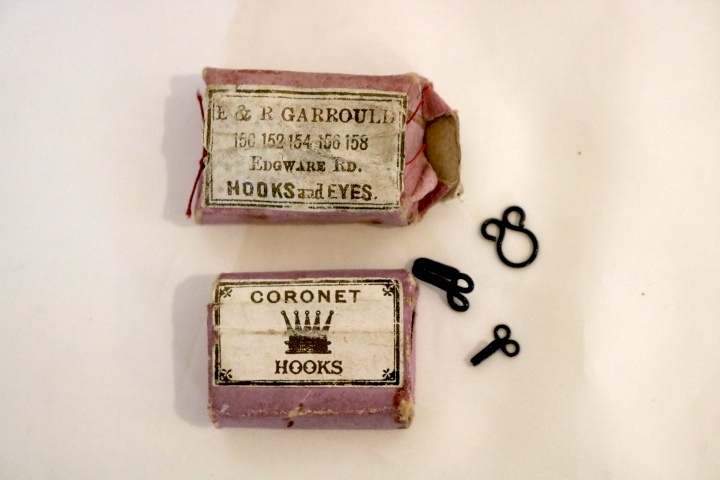 E & R GARROULD
150 152 154 156 158
EDGWARE RD.
HOOKS and EYES.
CORONET
HOOKS